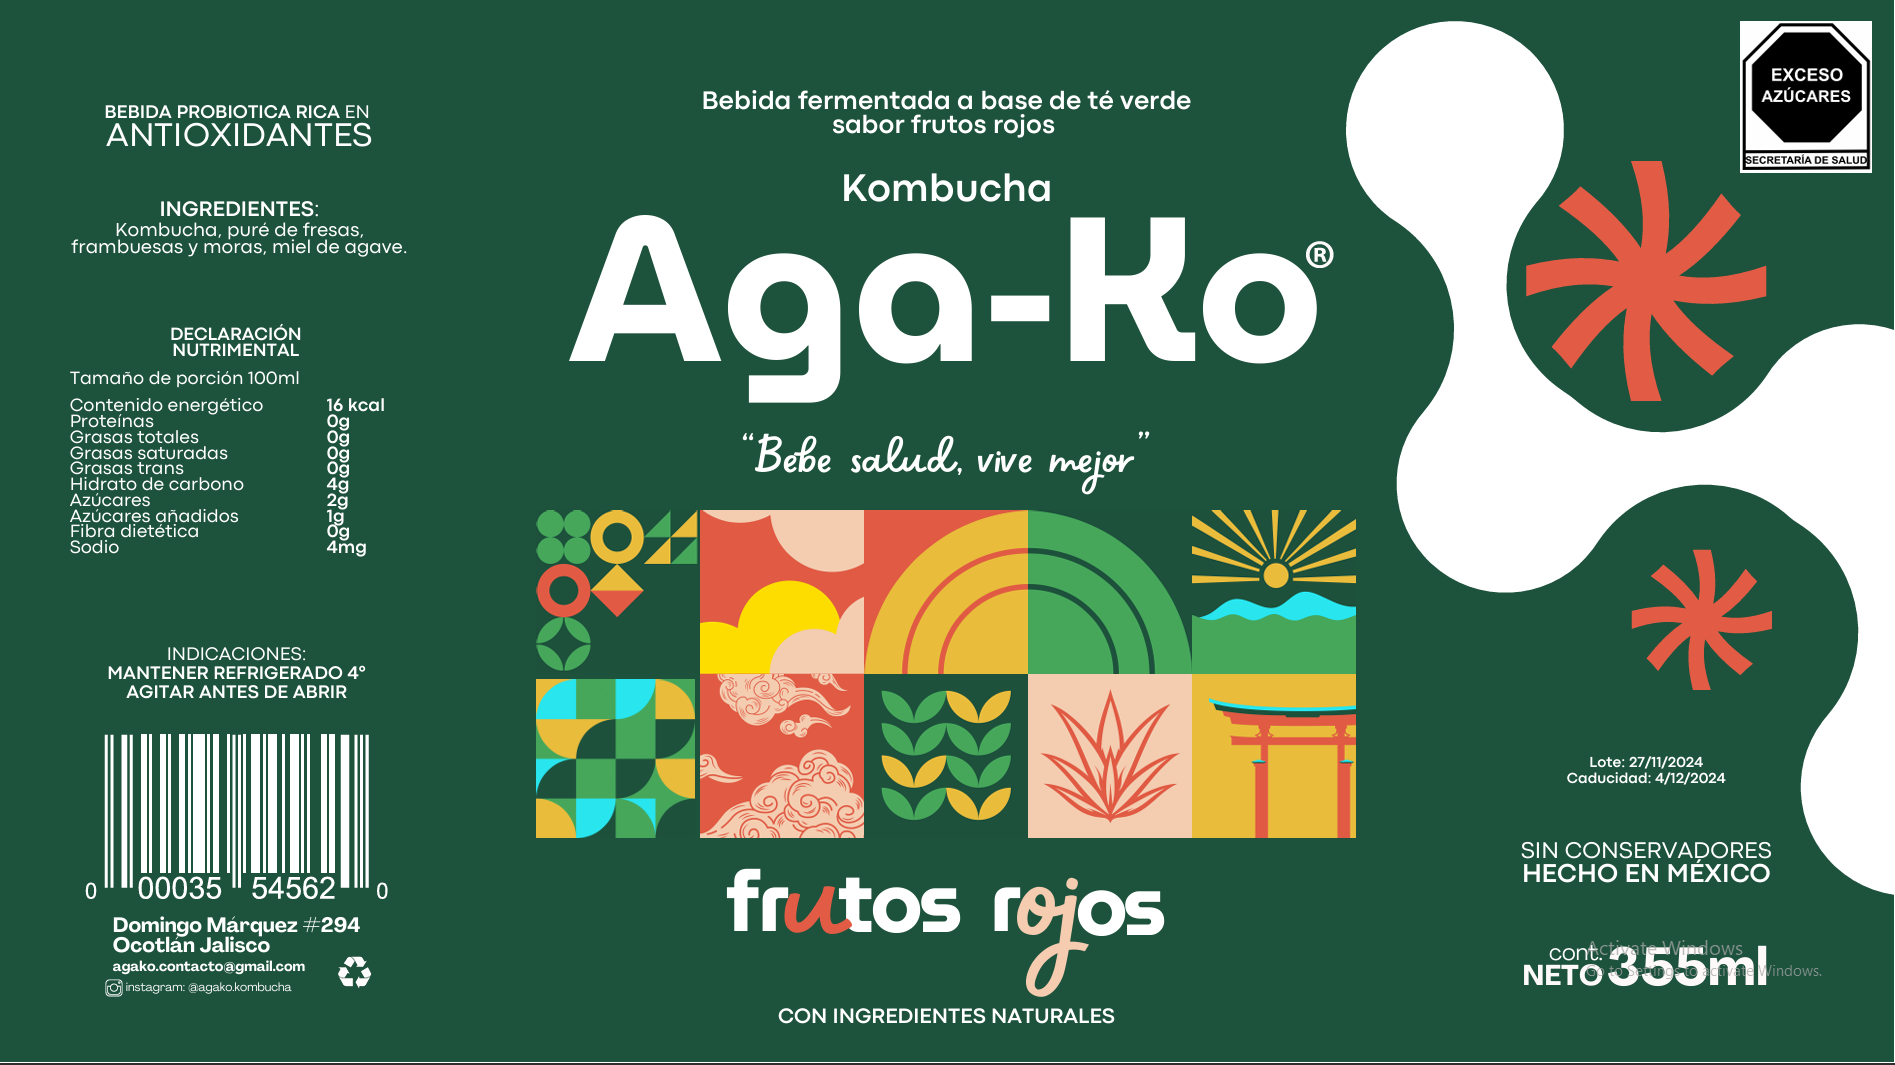 BEBIDA PROBIOTICA RICA EN
ANTIOXIDANTES
INGREDIENTES:
Kombucha, puré de fresas,
frambuesas y moras, miel de agave.
DECLARACIÓN
NUTRIMENTAL
Tamaño de porción 100ml
Contenido energético 16 kcal
Proteínas 0g
Grasas totales 0g
Grasas saturadas 0g
Grasas trans 0g
Hidrato de carbono 4g
Azúcares 2g
Azúcares añadidos 1g
Fibra dietética 0g
Sodio 4mg
INDICACIONES:
MANTENER REFRIGERADO 4°
AGITAR ANTES DE ABRIR
0 00035 54562 0
Domingo Márquez #294
Ocotlán Jalisco
agako.contacto@gmail.com
instagram: @agako.kombucha
Bebida fermentada a base de té verde
sabor frutos rojos
Kombucha
Aga-Ko®
“Bebe salud, vive mejor”
frutos rojos
CON INGREDIENTES NATURALES
EXCESO
AZÚCARES
SECRETARÍA DE SALUD
Lote: 27/11/2024
Caducidad: 4/12/2024
SIN CONSERVADORES
HECHO EN MÉXICO
cont.
NETO 355ml
Activate Windows
Go to Settings to activate Windows.